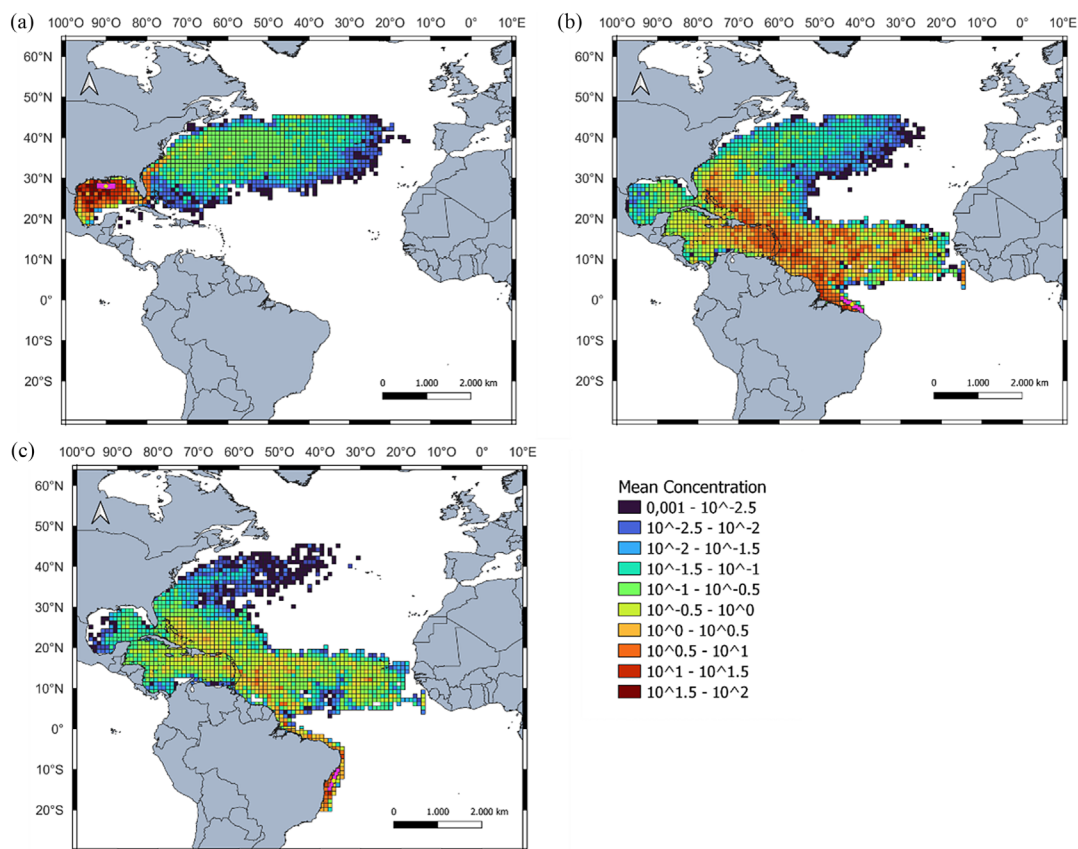 (a)
100°W 90°W 80°W 70°W 60°W 50°W 40°W 30°W 20°W 10°W 0° 10°E
60°N
50°N
40°N
30°N
20°N
10°N
0°
10°S
20°S
0 1.000 2.000 km
(b)
100°W 90°W 80°W 70°W 60°W 50°W 40°W 30°W 20°W 10°W 0° 10°E
60°N
50°N
40°N
30°N
20°N
10°N
0°
10°S
20°S
0 1.000 2.000 km
(c)
100°W 90°W 80°W 70°W 60°W 50°W 40°W 30°W 20°W 10°W 0° 10°E
60°N
50°N
40°N
30°N
20°N
10°N
0°
10°S
20°S
0 1.000 2.000 km
Mean Concentration
0,001 - 10^-2.5
10^-2.5 - 10^-2
10^-2 - 10^-1.5
10^-1.5 - 10^-1
10^-1 - 10^-0.5
10^-0.5 - 10^0
10^0 - 10^0.5
10^0.5 - 10^1
10^1 - 10^1.5
10^1.5 - 10^2